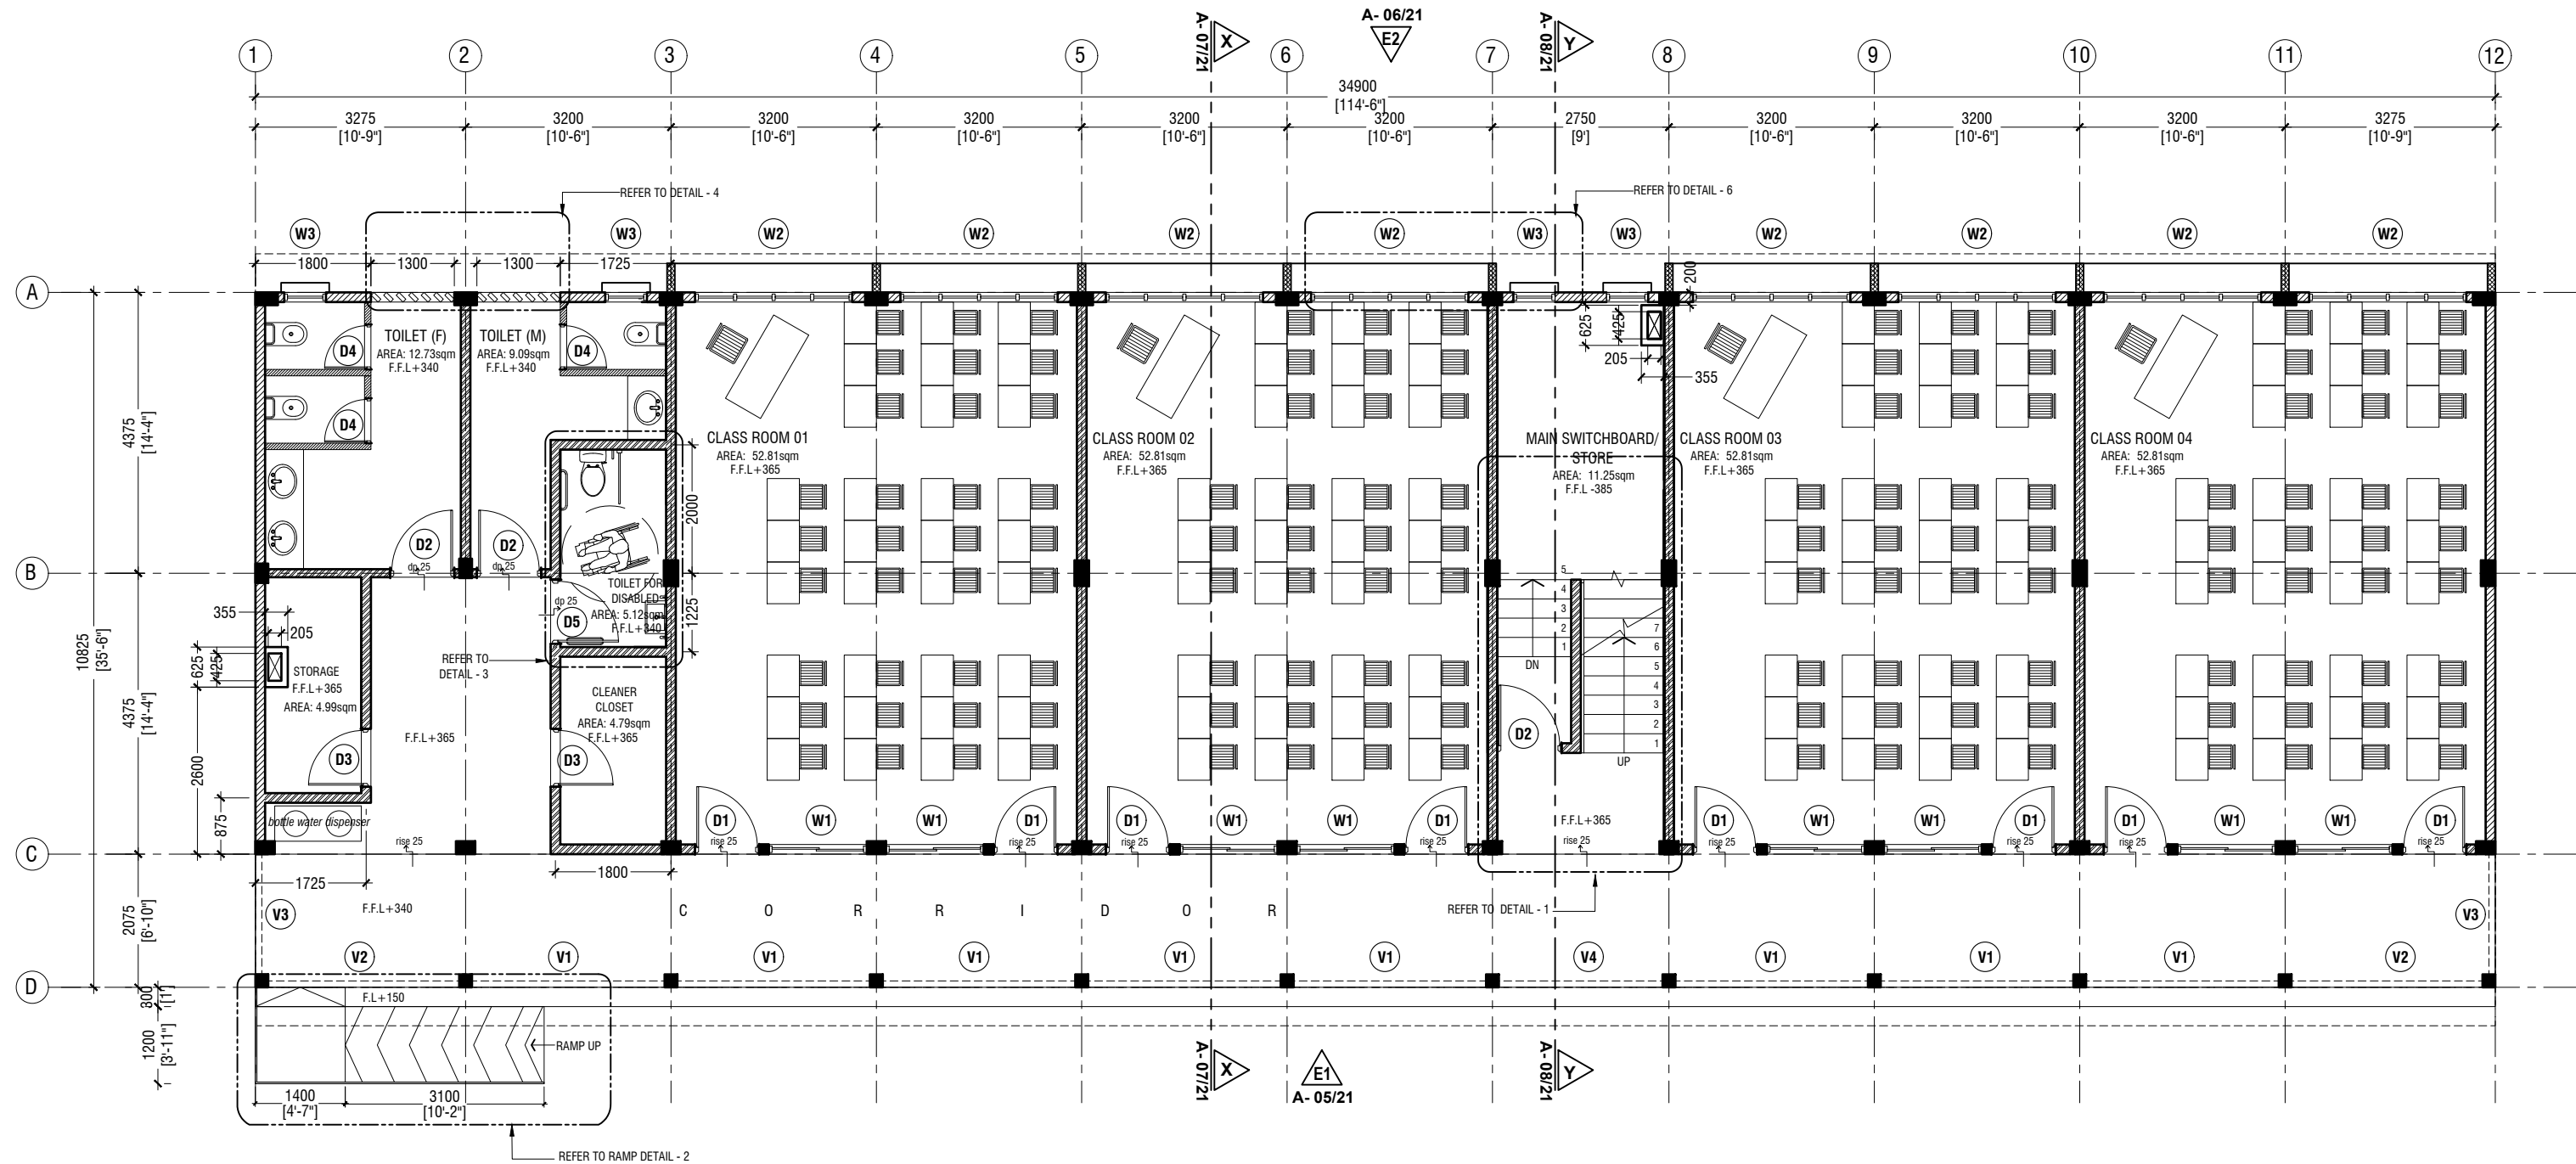 A- 06/21
E2
A- 07/21
X
A- 08/21
Y
1 2 3 4 5 6 7 8 9 10 11 12
34900
[114'-6"]
3275 3200 3200 3200 3200 3200 2750 3200 3200 3200 3275
[10'-9"] [10'-6"] [10'-6"] [10'-6"] [10'-6"] [10'-6"] [9'] [10'-6"] [10'-6"] [10'-6"] [10'-9"]
REFER TO DETAIL - 4
REFER TO DETAIL - 6
W3 W3 W2 W2 W2 W2 W3 W3 W2 W2 W2 W2
1800 1300 1300 1725
200
A
TOILET (F)
AREA: 12.73sqm
F.F.L+340
TOILET (M)
AREA: 9.09sqm
F.F.L+340
D4
D4
D4
625
425
205
355
4375
[14'-4"]
CLASS ROOM 01
AREA: 52.81sqm
F.F.L+365
CLASS ROOM 02
AREA: 52.81sqm
F.F.L+365
MAIN SWITCHBOARD/
STORE
AREA: 11.25sqm
F.F.L -385
CLASS ROOM 03
AREA: 52.81sqm
F.F.L+365
CLASS ROOM 04
AREA: 52.81sqm
F.F.L+365
2000
D2 D2
dp 25
dp 25
B
TOILET FOR
DISABLED
AREA: 5.12sqm
F.F.L+340
dp 25
D5
1225
355
205
625
425
10825
[35'-6"]
REFER TO
DETAIL - 3
STORAGE
F.F.L+365
AREA: 4.99sqm
CLEANER
CLOSET
AREA: 4.79sqm
F.F.L+365
F.F.L+365
D3
D3
5
4
3
2
1
DN
7
6
5
4
3
2
1
UP
D2
4375
[14'-4"]
2600
875
bottle water dispenser
D1 W1 W1 D1 D1 W1 W1 D1 F.F.L+365 D1 W1 W1 D1 D1 W1 W1 D1
rise 25 rise 25 rise 25 rise 25 rise 25 rise 25 rise 25 rise 25 rise 25 rise 25
C
1725
1800
2075
[6'-10"]
V3
F.F.L+340
C O R R I D O R
REFER TO DETAIL - 1
V3
V2 V1 V1 V1 V1 V1 V4 V1 V1 V1 V2
D
800
[1']
F.L+150
1200
[3'-11"]
RAMP UP
1400
[4'-7"]
3100
[10'-2"]
A- 07/21
X
E1
A- 05/21
A- 08/21
Y
REFER TO RAMP DETAIL - 2